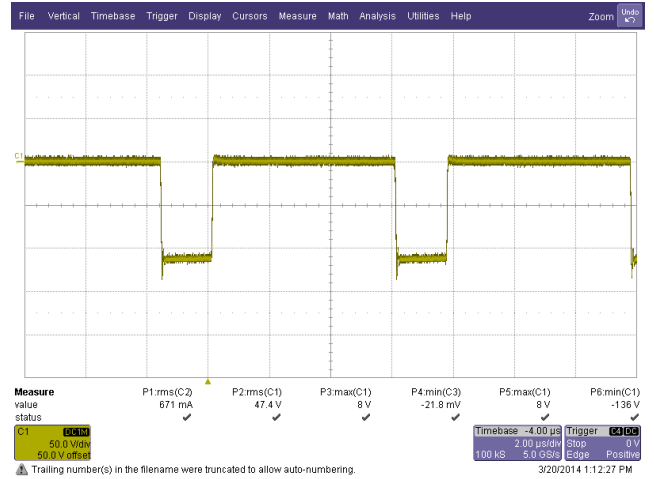 File Vertical Timebase Trigger Display Cursors Measure Math Analysis Utilities Help Zoom Undo
C1
Measure P1:rms(C2) P2:rms(C1) P3:max(C1) P4:min(C3) P5:max(C1) P6:min(C1)
value 671 mA 47.4 V 8 V -21.8 mV 8 V -136 V
status
C1 DC1M
50.0 V/div
50.0 V offset
Timebase -4.00 µs
2.00 µs/div
100 kS 5.0 GS/s
Trigger C4 DC
Stop 0 V
Edge Positive
Trailing number(s) in the filename were truncated to allow auto-numbering.
3/20/2014 1:12:27 PM